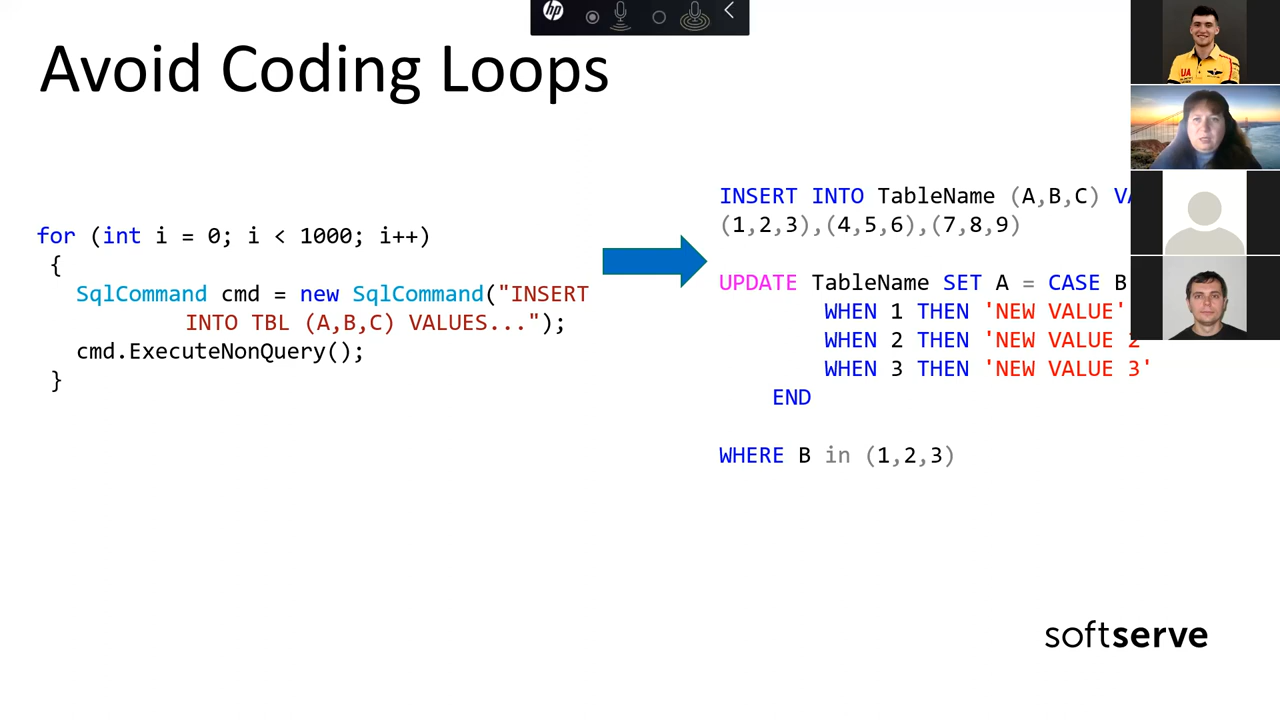 hp
Avoid Coding Loops
UA
for (int i = 0; i < 1000; i++)
{
SqlCommand cmd = new SqlCommand("INSERT
INTO TBL (A,B,C) VALUES...");
cmd.ExecuteNonQuery();
}
INSERT INTO TableName (A,B,C)
(1,2,3),(4,5,6),(7,8,9)
UPDATE TableName SET A = CASE B
WHEN 1 THEN 'NEW VALUE'
WHEN 2 THEN 'NEW VALUE 2
WHEN 3 THEN 'NEW VALUE 3'
END
WHERE B in (1,2,3)
softserve